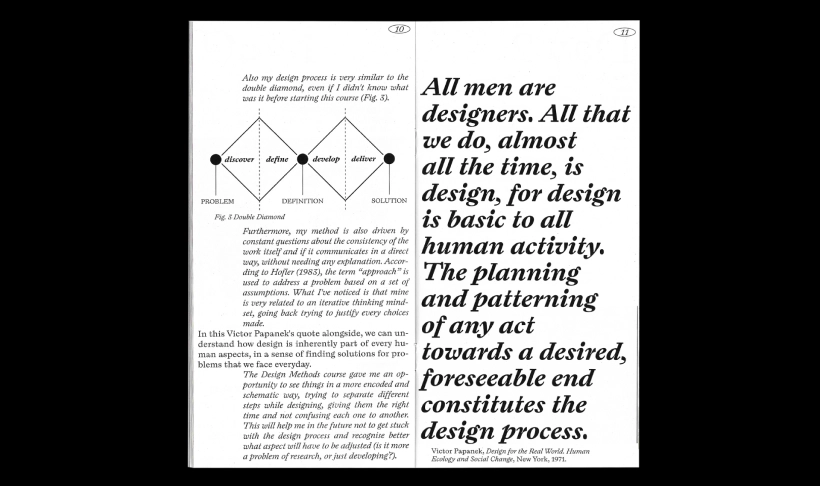 10
Also my design process is very similar to the
double diamond, even if I didn't know what
was it before starting this course (Fig. 3).
discover define develop deliver
PROBLEM DEFINITION SOLUTION
Fig. 3 Double Diamond
Furthermore, my method is also driven by
constant questions about the consistency of the
work itself and if it communicates in a direct
way, without needing any explanation. Accor-
ding to Hofler (1983), the term “approach” is
used to address a problem based on a set of
assumptions. What I've noticed is that mine
is very related to an iterative thinking mind-
set, going back trying to justify every choices
made.
In this Victor Papanek's quote alongside, we can un-
derstand how design is inherently part of every hu-
man aspects, in a sense of finding solutions for pro-
blems that we face everyday.
The Design Methods course gave me an op-
portunity to see things in a more encoded and
schematic way, trying to separate different
steps while designing, giving them the right
time and not confusing each one to another.
This will help me in the future not to get stuck
with the design process and recognise better
what aspect will have to be adjusted (is it more
a problem of research, or just developing?).
11
All men are
designers. All that
we do, almost
all the time, is
design, for design
is basic to all
human activity.
The planning
and patterning
of any act
towards a desired,
foreseeable end
constitutes the
design process.
Victor Papanek, Design for the Real World. Human
Ecology and Social Change, New York, 1971.